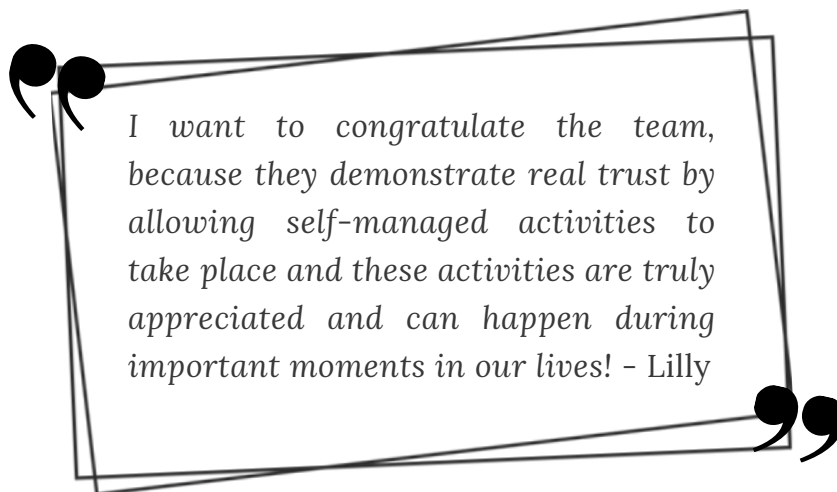 I want to congratulate the team,
because they demonstrate real trust by
allowing self-managed activities to
take place and these activities are truly
appreciated and can happen during
important moments in our lives! - Lilly